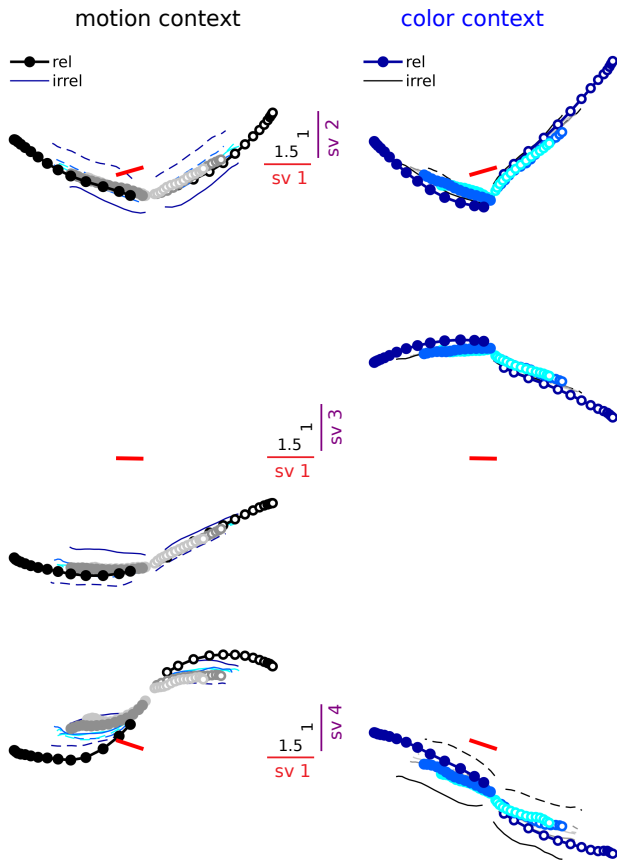 motion context
color context
rel
irrel
rel
irrel
1
sv 2
1.5
sv 1
1
sv 3
1.5
sv 1
1
sv 4
1.5
sv 1